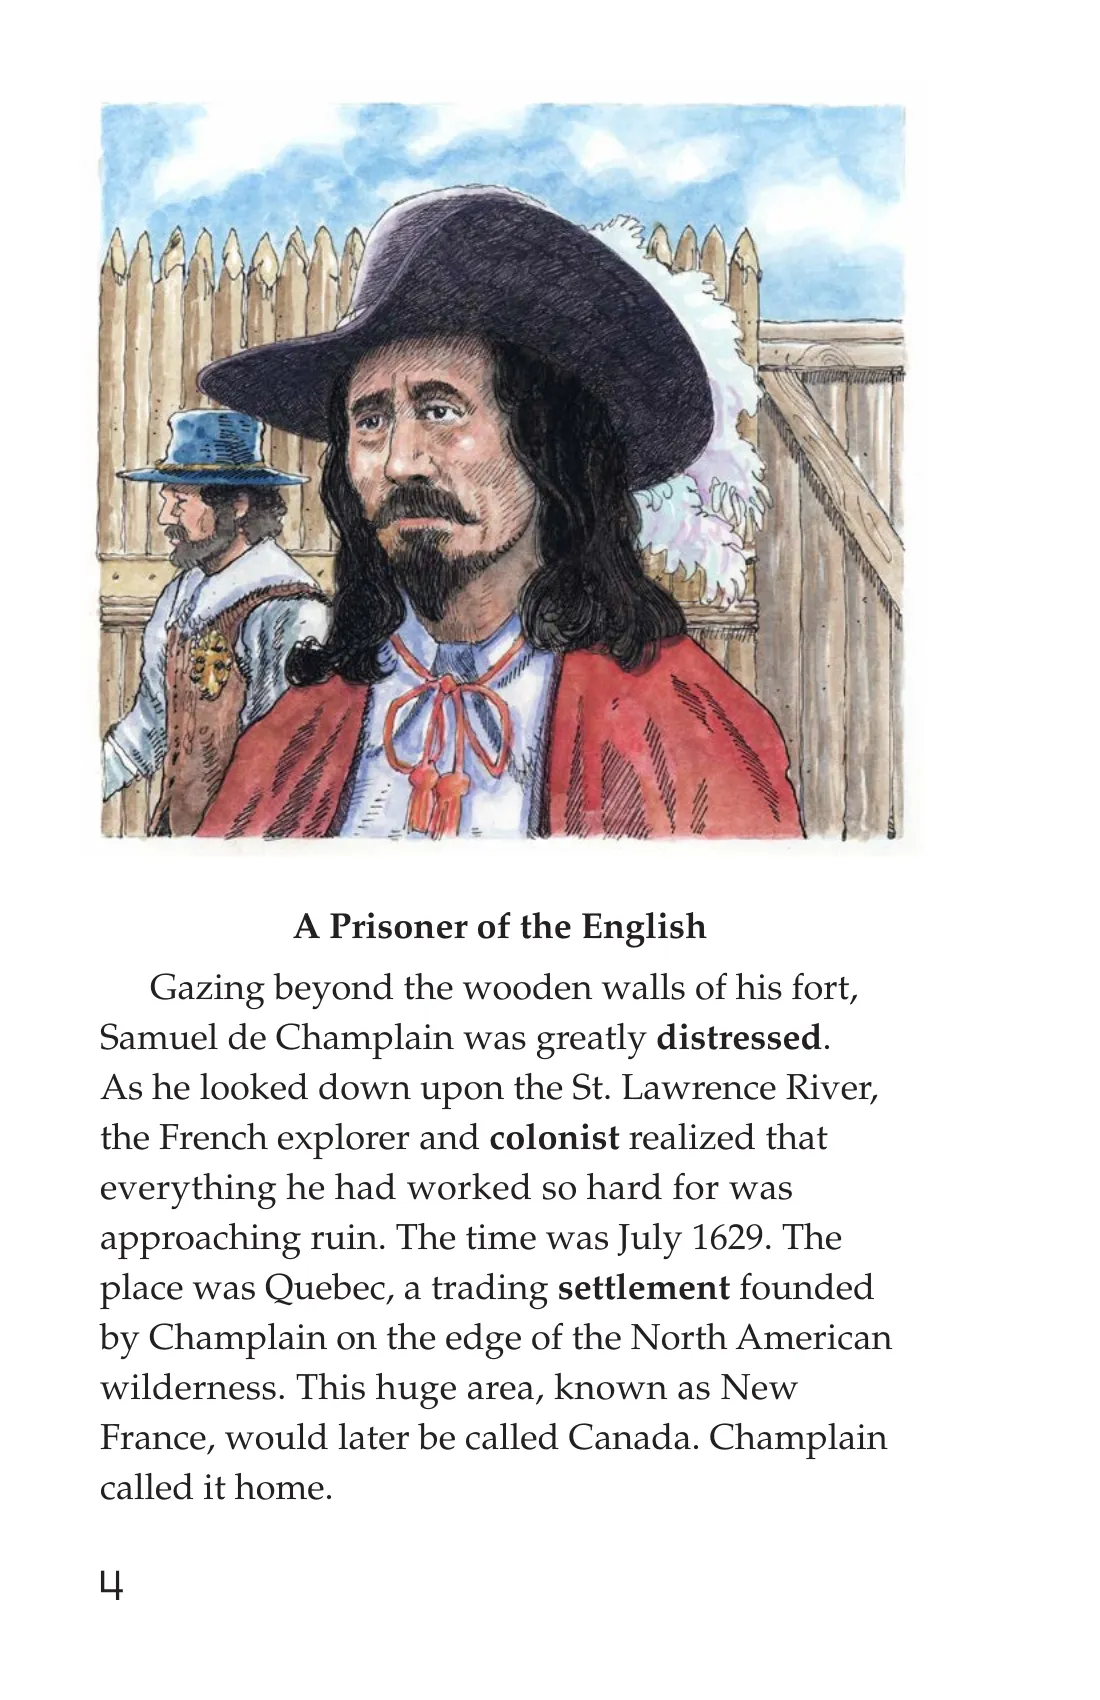 A Prisoner of the English
Gazing beyond the wooden walls of his fort,
Samuel de Champlain was greatly distressed.
As he looked down upon the St. Lawrence River,
the French explorer and colonist realized that
everything he had worked so hard for was
approaching ruin. The time was July 1629. The
place was Quebec, a trading settlement founded
by Champlain on the edge of the North American
wilderness. This huge area, known as New
France, would later be called Canada. Champlain
called it home.
4